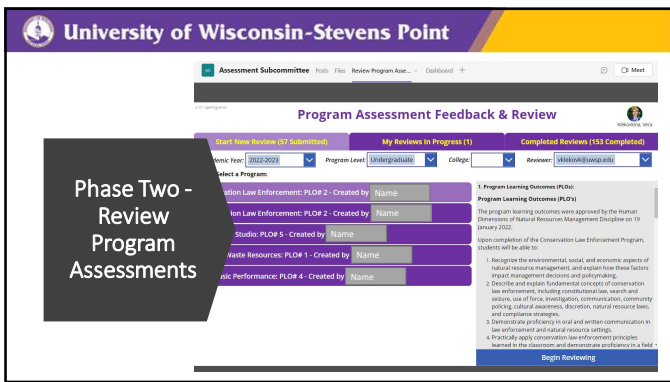 University of Wisconsin-Stevens Point
Assessment Subcommittee Posts Files Review Program Asse... Dashboard + Meet
Program Assessment Feedback & Review
Klekovkina, Vera
Start New Review (57 Submitted) My Reviews In Progress (1) Completed Reviews (153 Completed)
demic Year: 2022-2023 Program Level: Undergraduate College: Reviewer: vklekovk@uwsp.edu
Select a Program:
Phase Two -
Review
Program
Assessments
ation Law Enforcement: PLO# 2 - Created by Name
ion Law Enforcement: PLO# 2 - Created by Name
Studio: PLO# 5 - Created by Name
Waste Resources: PLO# 1 - Created by Name
sic Performance: PLO# 4 - Created by Name
1. Program Learning Outcomes (PLOs):
Program Learning Outcomes (PLO's)
The program learning outcomes were approved by the Human
Dimensions of Natural Resources Management Discipline on 19
January 2022.
Upon completion of the Conservation Law Enforcement Program,
students will be able to:
1. Recognize the environmental, social, and economic aspects of
natural resource management, and explain how these factors
impact management decisions and policymaking.
2. Describe and explain fundamental concepts of conservation
law enforcement, including constitutional law, search and
seizure, use of force, investigation, communication, community
policing, cultural awareness, discretion, natural resource laws,
and compliance strategies.
3. Demonstrate proficiency in oral and written communication in
law enforcement and natural resource settings.
4. Practically apply conservation law enforcement principles
learned in the classroom and demonstrate proficiency in a field
Begin Reviewing